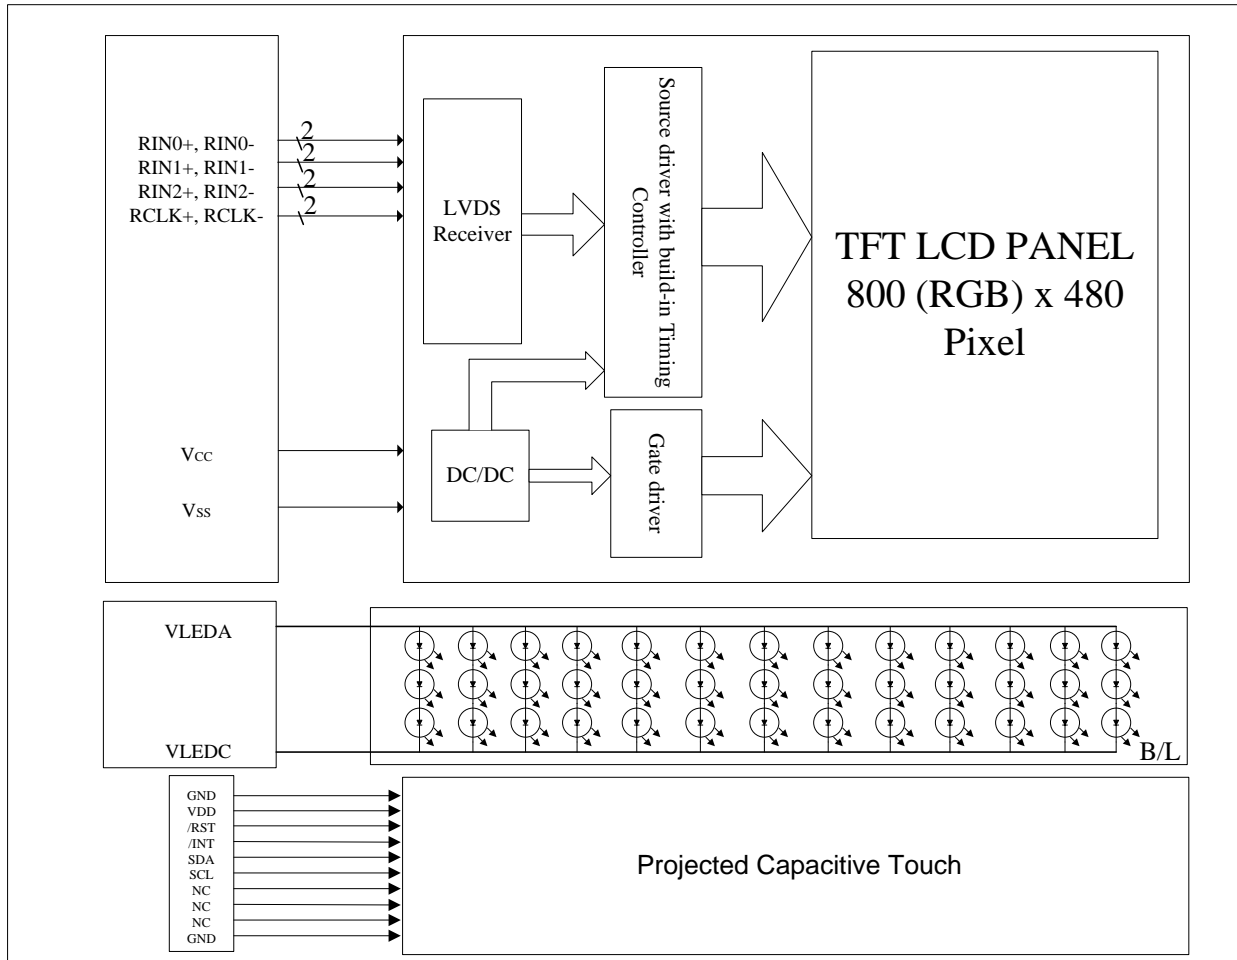 RIN0+, RIN0-
RIN1+, RIN1-
RIN2+, RIN2-
RCLK+, RCLK-
2
2
2
2
LVDS
Receiver
Source driver with build-in Timing
Controller
TFT LCD PANEL
800 (RGB) x 480
Pixel
VCC
VSS
DC/DC
Gate driver
VLEDA
VLEDC
B/L
GND
VDD
/RST
/INT
SDA
SCL
NC
NC
NC
GND
Projected Capacitive Touch